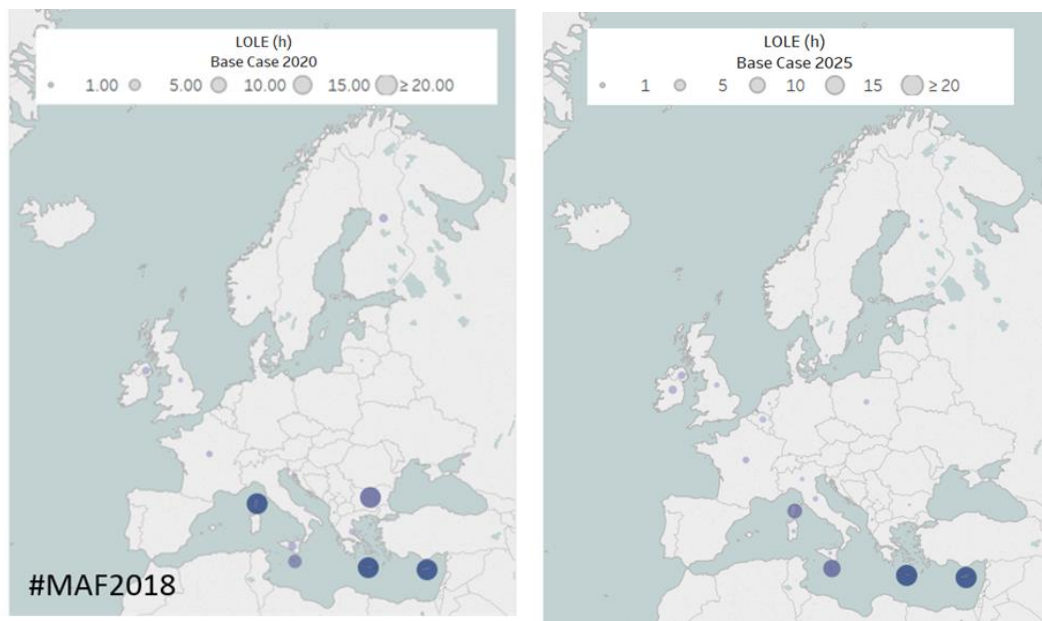 LOLE (h)
Base Case 2020
1.00 5.00 10.00 15.00 ≥ 20.00
#MAF2018
LOLE (h)
Base Case 2025
1 5 10 15 ≥ 20